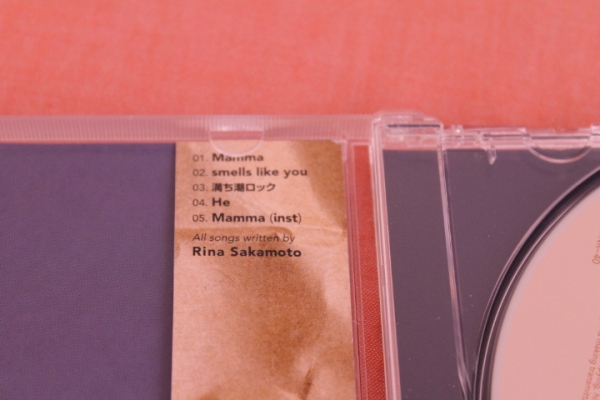 01. Mamma
02. smells like you
03. 満ち潮ロック
04. He
05. Mamma (inst)
All songs written by
Rina Sakamoto